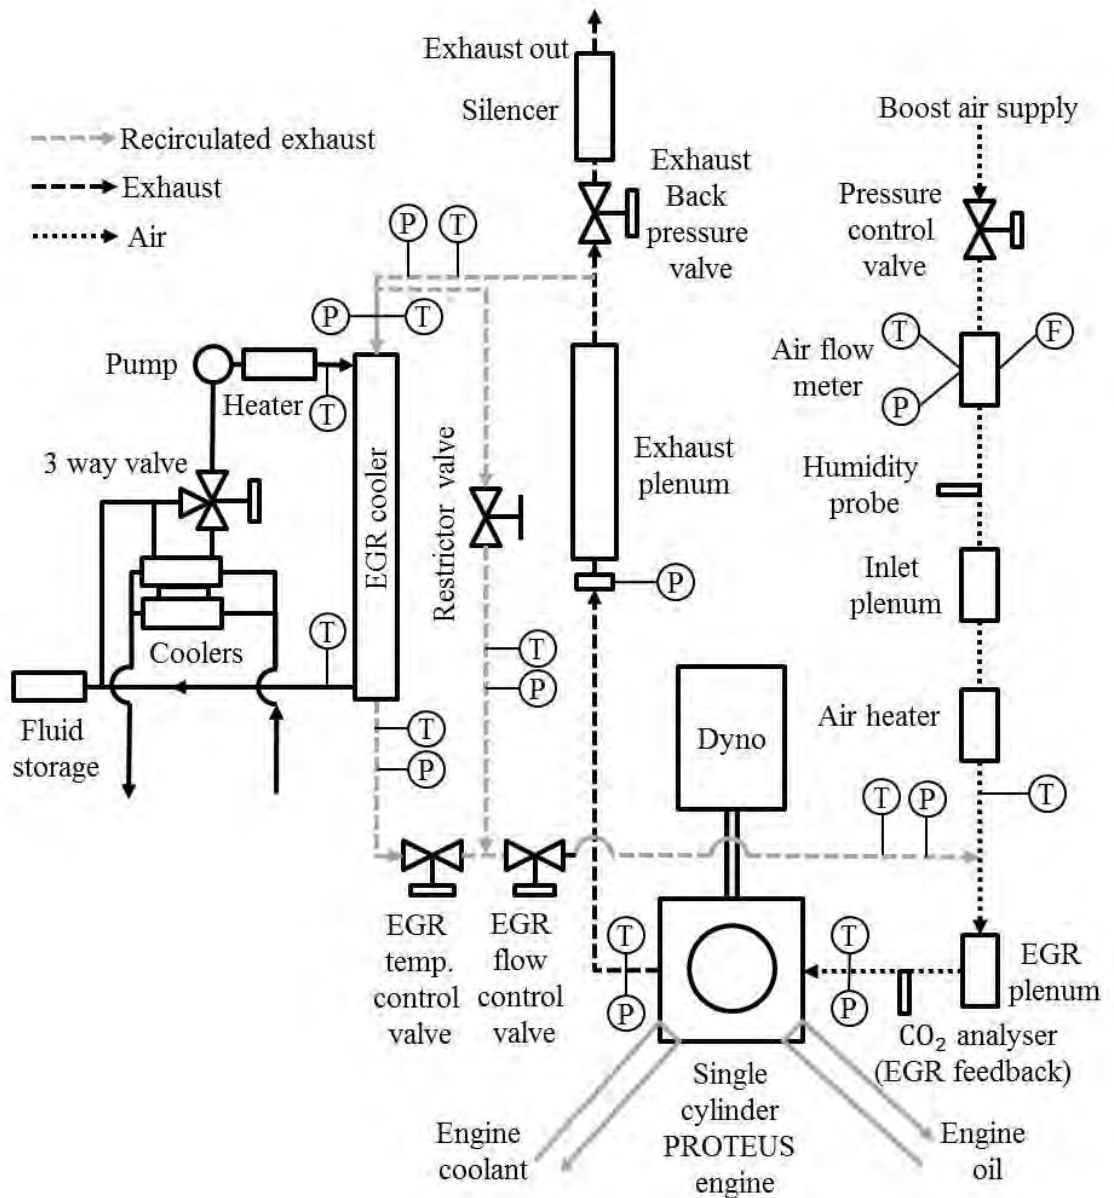 Exhaust out
Silencer
Boost air supply
Recirculated exhaust
Exhaust
Air
Exhaust
Back
pressure
valve
Pressure
control
valve
P
T
P
T
T
F
Air flow
meter
P
Pump
Heater
T
3 way valve
EGR cooler
Restrictor valve
Exhaust
plenum
Humidity
probe
P
Inlet
plenum
T
Coolers
T
P
Fluid
storage
T
P
Dyno
Air heater
T
P
T
EGR
temp.
control
valve
EGR
flow
control
valve
T
P
T
P
EGR
plenum
CO₂ analyser
(EGR feedback)
Single
cylinder
PROTEUS
engine
Engine
coolant
Engine
oil